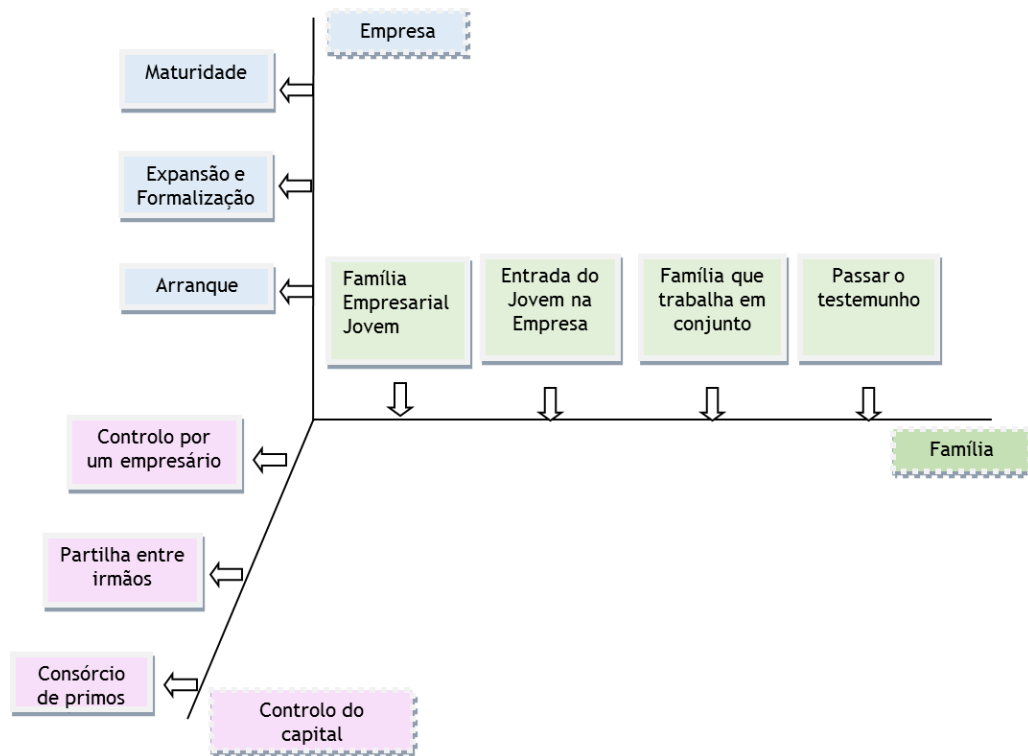 Empresa
Maturidade
Expansão e
Formalização
Arranque
Família
Empresarial
Jovem
Entrada do
Jovem na
Empresa
Família que
trabalha em
conjunto
Passar o
testemunho
Família
Controlo por
um empresário
Partilha entre
irmãos
Consórcio
de primos
Controlo do
capital